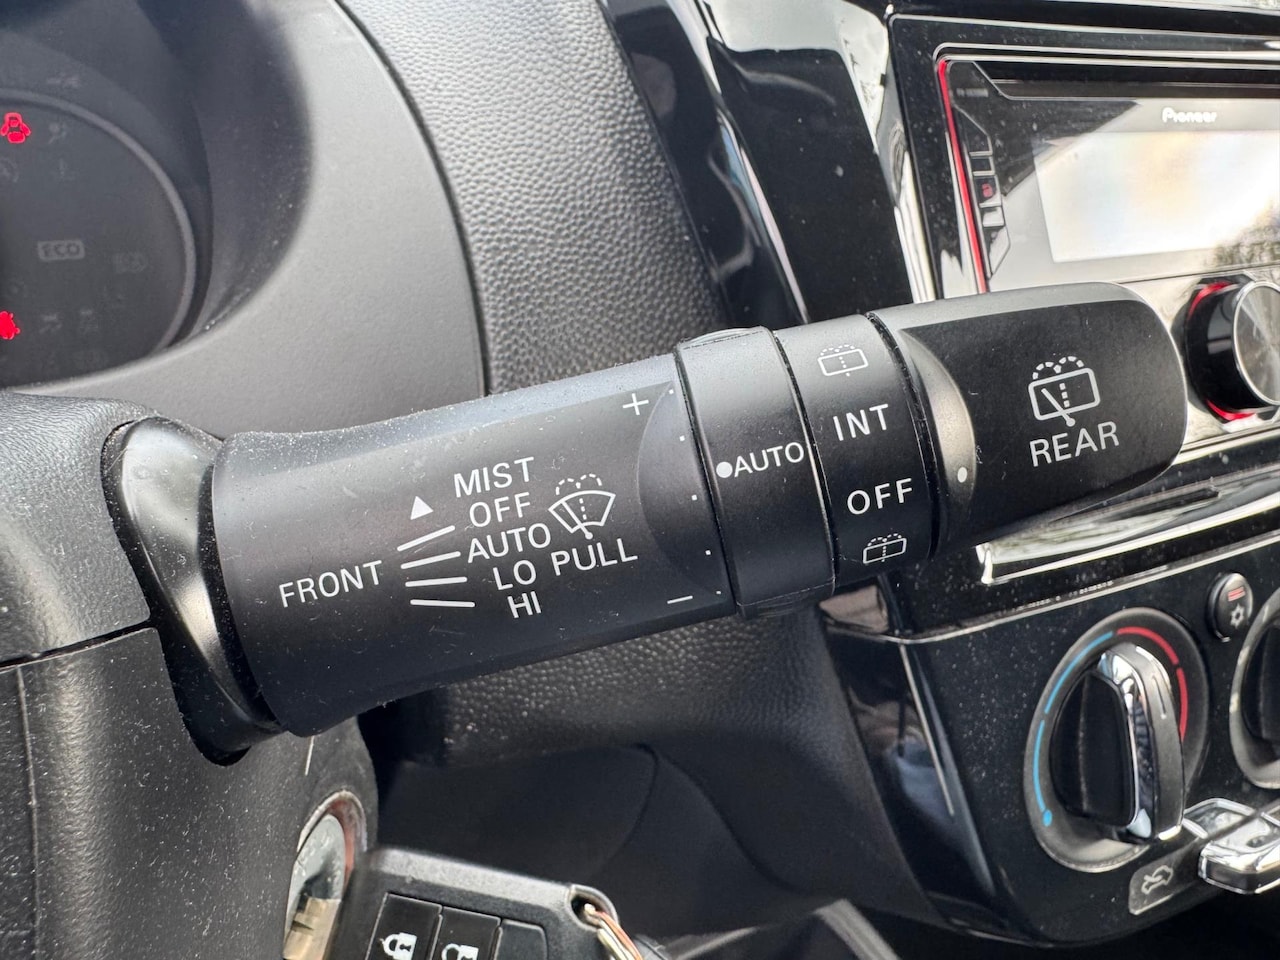 ECO
Pioneer
MIST
OFF
AUTO
LO PULL
HI
FRONT
+
−
AUTO
INT
OFF
REAR